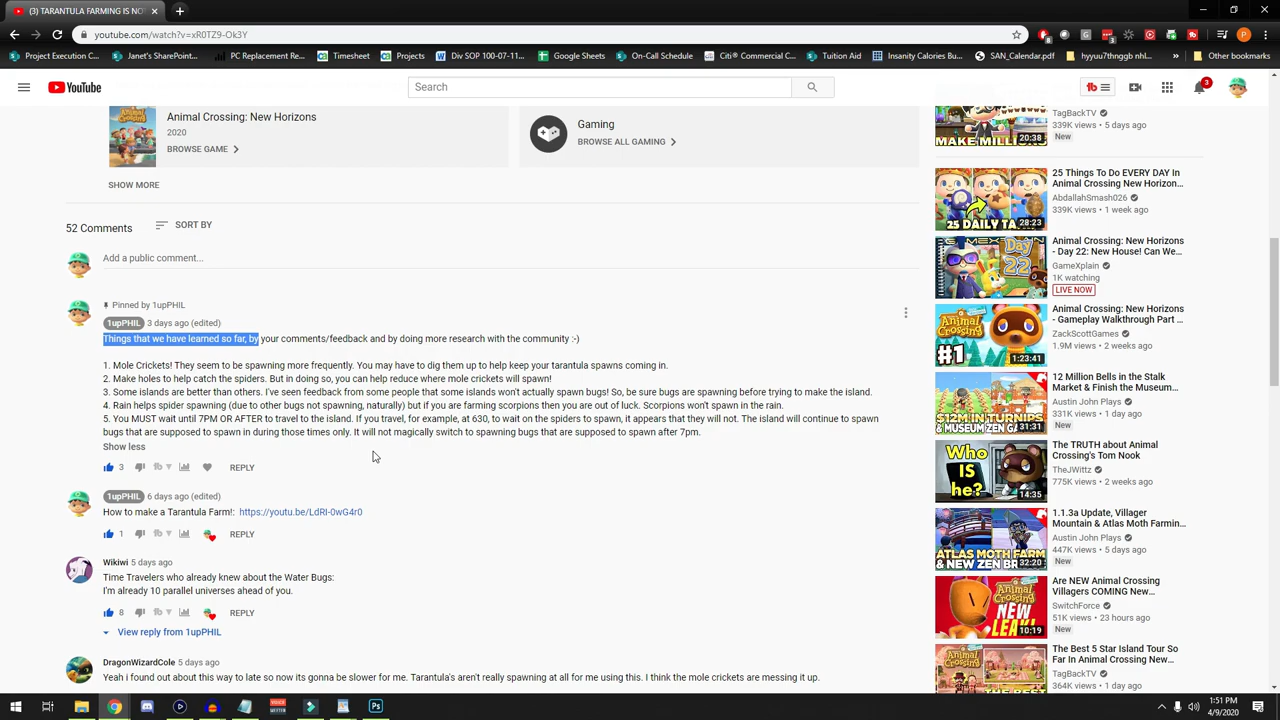 (3) TARANTULA FARMING NOT
youtube.com/watch?v=xR0TZ9-Ok3Y
Project Execution C...
Janet's SharePoint...
PC Replacement Re...
Timesheet
Projects
Div SOP 100-07-11...
Google Sheets
On-Call Schedule
Citi® Commercial C...
Tuition Aid
Insanity Calories Bu...
SAN_Calendar.pdf
hyyuu7thnggb nhl...
Other bookmarks
YouTube
Search
3
Animal Crossing: New Horizons
2020
BROWSE GAME
Gaming
BROWSE ALL GAMING
SHOW MORE
52 Comments
SORT BY
Add a public comment...
Pinned by 1upPHIL
1upPHIL 3 days ago (edited)
Things that we have learned so far, by your comments/feedback and by doing more research with the community :-)
1. Mole Crickets! They seem to be spawning more frequently. You may have to dig them up to help keep your tarantula spawns coming in.
2. Make holes to help catch the spiders. But in doing so, you can help reduce where mole crickets will spawn!
3. Some islands are better than others. I've seen feedback from some people that some islands won't actually spawn bugs! So, be sure bugs are spawning before trying to make the island.
4. Rain helps spider spawning (due to other bugs not spawning, naturally) but if you are farming scorpions then you are out of luck. Scorpions won't spawn in the rain.
5. You MUST wait until 7PM OR AFTER to travel to the island. If you travel, for example, at 630, to wait on the spiders to spawn, it appears that they will not. The island will continue to spawn
bugs that are supposed to spawn in during those times only. It will not magically switch to spawning bugs that are supposed to spawn after 7pm.
Show less
3
REPLY
1upPHIL 6 days ago (edited)
How to make a Tarantula Farm!: https://youtu.be/LdRI-0wG4r0
1
REPLY
Wikiwi 5 days ago
Time Travelers who already knew about the Water Bugs:
I'm already 10 parallel universes ahead of you.
8
REPLY
View reply from 1upPHIL
DragonWizardCole 5 days ago
Yeah i found out about this way to late so now its gonna be slower for me. Tarantula's aren't really spawning at all for me using this. I think the mole crickets are messing it up.
MAKE MILLIONS
20:38
TagBackTV
339K views • 5 days ago
New
25 DAILY TA
28:23
25 Things To Do EVERY DAY In
Animal Crossing New Horizon...
AbdallahSmash026
339K views • 1 week ago
GAMEXPLAIN
Day
22
Animal Crossing: New Horizons
- Day 22: New House! Can We...
GameXplain
1K watching
LIVE NOW
#1
1:23:41
Animal Crossing: New Horizons
- Gameplay Walkthrough Part ...
ZackScottGames
1.9M views • 2 weeks ago
$12M IN TURNIPS
& MUSEUM ZEN GA
31:31
12 Million Bells in the Stalk
Market & Finish the Museum...
Austin John Plays
331K views • 1 day ago
New
Who
IS
he?
14:35
The TRUTH about Animal
Crossing's Tom Nook
TheJWittz
775K views • 2 weeks ago
ATLAS MOTH FARM
& NEW ZEN BR
32:20
1.1.3a Update, Villager
Mountain & Atlas Moth Farmin...
Austin John Plays
447K views • 5 days ago
New
NEW
LEAK!
10:19
Are NEW Animal Crossing
Villagers COMING New...
SwitchForce
51K views • 23 hours ago
New
THE BEST
The Best 5 Star Island Tour So
Far In Animal Crossing New...
TagBackTV
364K views • 1 day ago
1:51 PM
4/9/2020